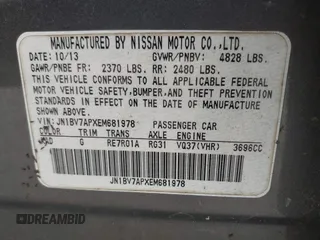 MANUFACTURED BY NISSAN MOTOR CO.,LTD.
DATE: 10/13 GVWR/PNBV: 4828 LBS.
GAWR/PNBE FR: 2370 LBS. RR: 2480 LBS.
THIS VEHICLE CONFORMS TO ALL APPLICABLE FEDERAL
MOTOR VEHICLE SAFETY, BUMPER, AND THEFT PREVENTION
STANDARDS IN EFFECT ON THE DATE OF MANUFACTURE
SHOWN ABOVE.
VIN: JN1BV7APXEM681978 PASSENGER CAR
COLOR TRIM TRANS AXLE ENGINE
KAD G RE7R01A RG31 VQ37(VHR) 3696CC
JN1BV7APXEM681978
DREAMBID